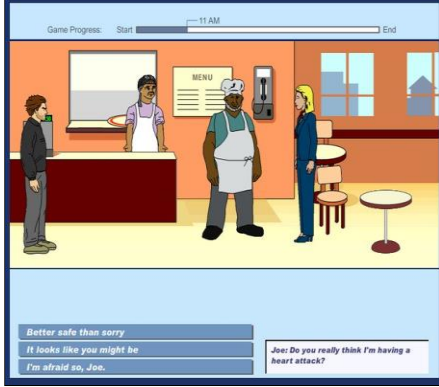 11 AM
Game Progress: Start End
MENU
Better safe than sorry
It looks like you might be
I'm afraid so, Joe.
Joe: Do you really think I'm having a
heart attack?